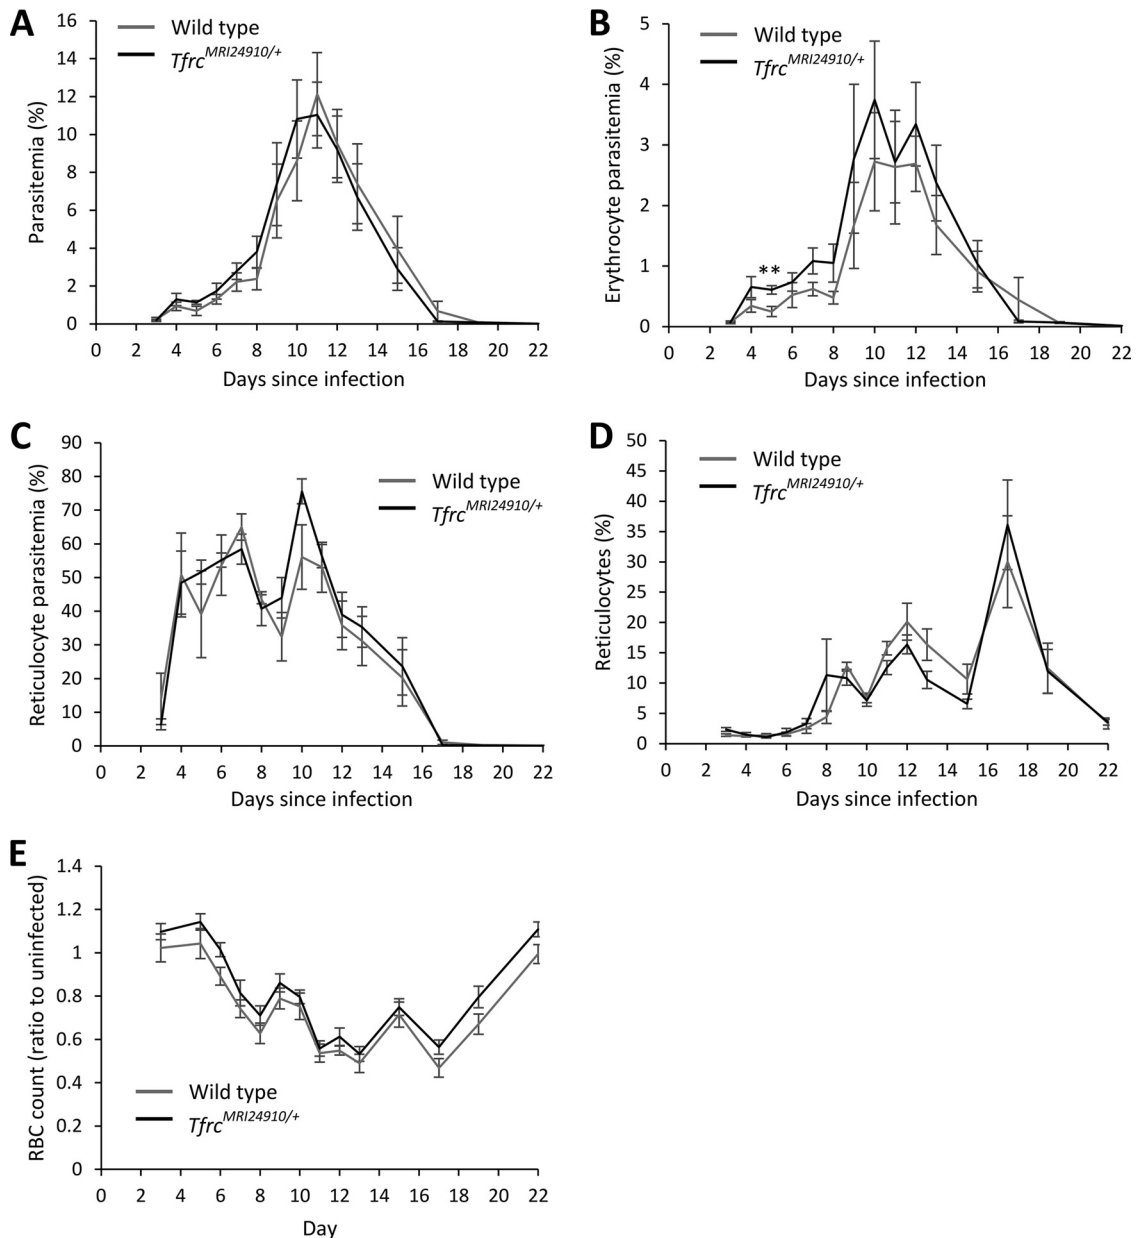 A
Wild type
Tfrc^MRI24910/+
Parasitemia (%)
16
14
12
10
8
6
4
2
0
0 2 4 6 8 10 12 14 16 18 20 22
Days since infection
B
Wild type
Tfrc^MRI24910/+
Erythrocyte parasitemia (%)
5
4
3
2
1
0
**
0 2 4 6 8 10 12 14 16 18 20 22
Days since infection
C
Wild type
Tfrc^MRI24910/+
Reticulocyte parasitemia (%)
90
80
70
60
50
40
30
20
10
0
0 2 4 6 8 10 12 14 16 18 20 22
Days since infection
D
Wild type
Tfrc^MRI24910/+
Reticulocytes (%)
50
45
40
35
30
25
20
15
10
5
0
0 2 4 6 8 10 12 14 16 18 20 22
Days since infection
E
RBC count (ratio to uninfected)
1.4
1.2
1
0.8
0.6
0.4
0.2
0
Wild type
Tfrc^MRI24910/+
0 2 4 6 8 10 12 14 16 18 20 22
Day